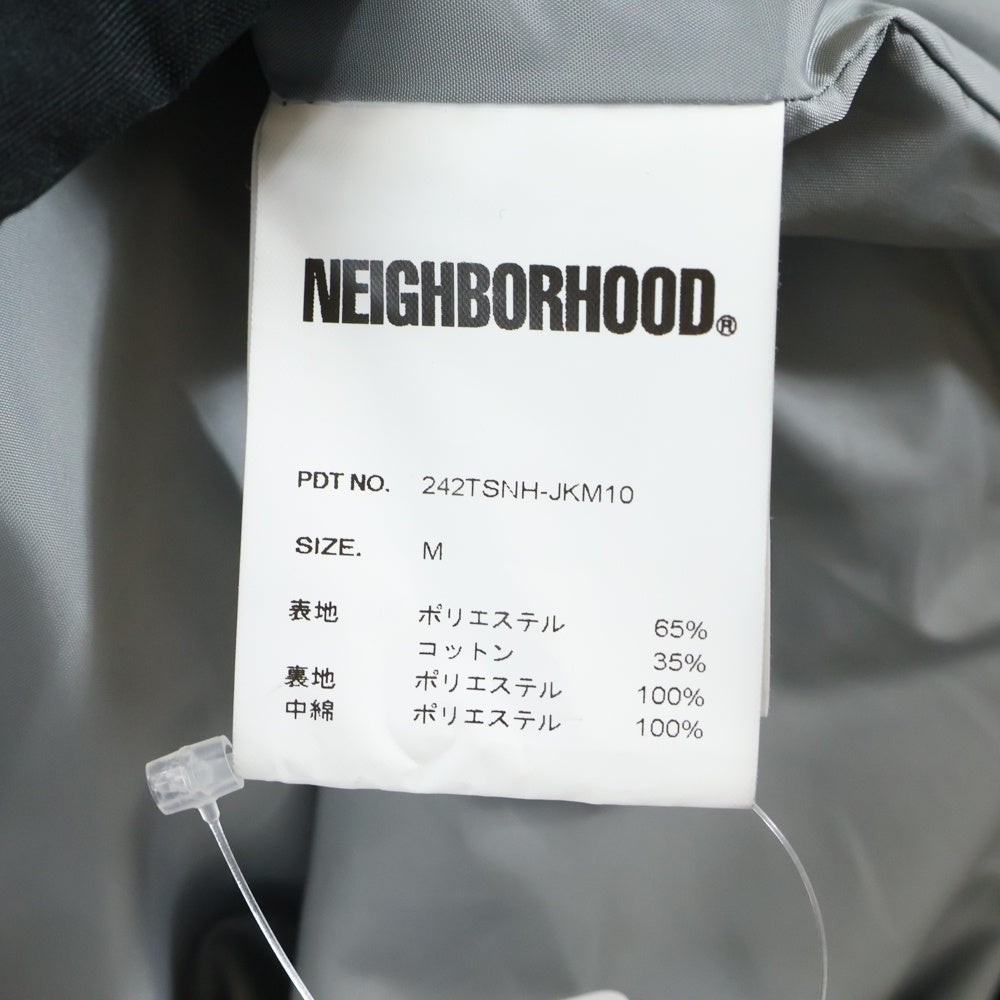 NEIGHBORHOOD®
PDT NO. 242TSNH-JKM10
SIZE. M
表地 ポリエステル 65%
コットン 35%
裏地 ポリエステル 100%
中綿 ポリエステル 100%